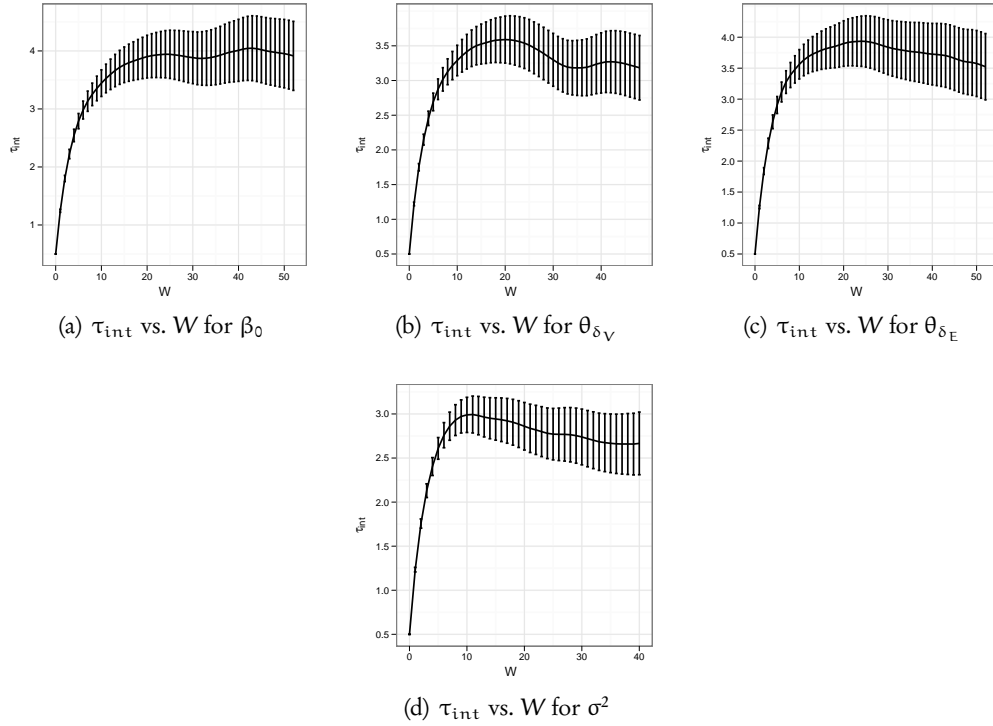 4
3
2
1
τint
0 10 20 30 40 50
W
(a) τint vs. W for β0
3.5
3.0
2.5
2.0
1.5
1.0
0.5
τint
0 10 20 30 40
W
(b) τint vs. W for θδV
4.0
3.5
3.0
2.5
2.0
1.5
1.0
0.5
τint
0 10 20 30 40 50
W
(c) τint vs. W for θδE
3.0
2.5
2.0
1.5
1.0
0.5
τint
0 10 20 30 40
W
(d) τint vs. W for σ²